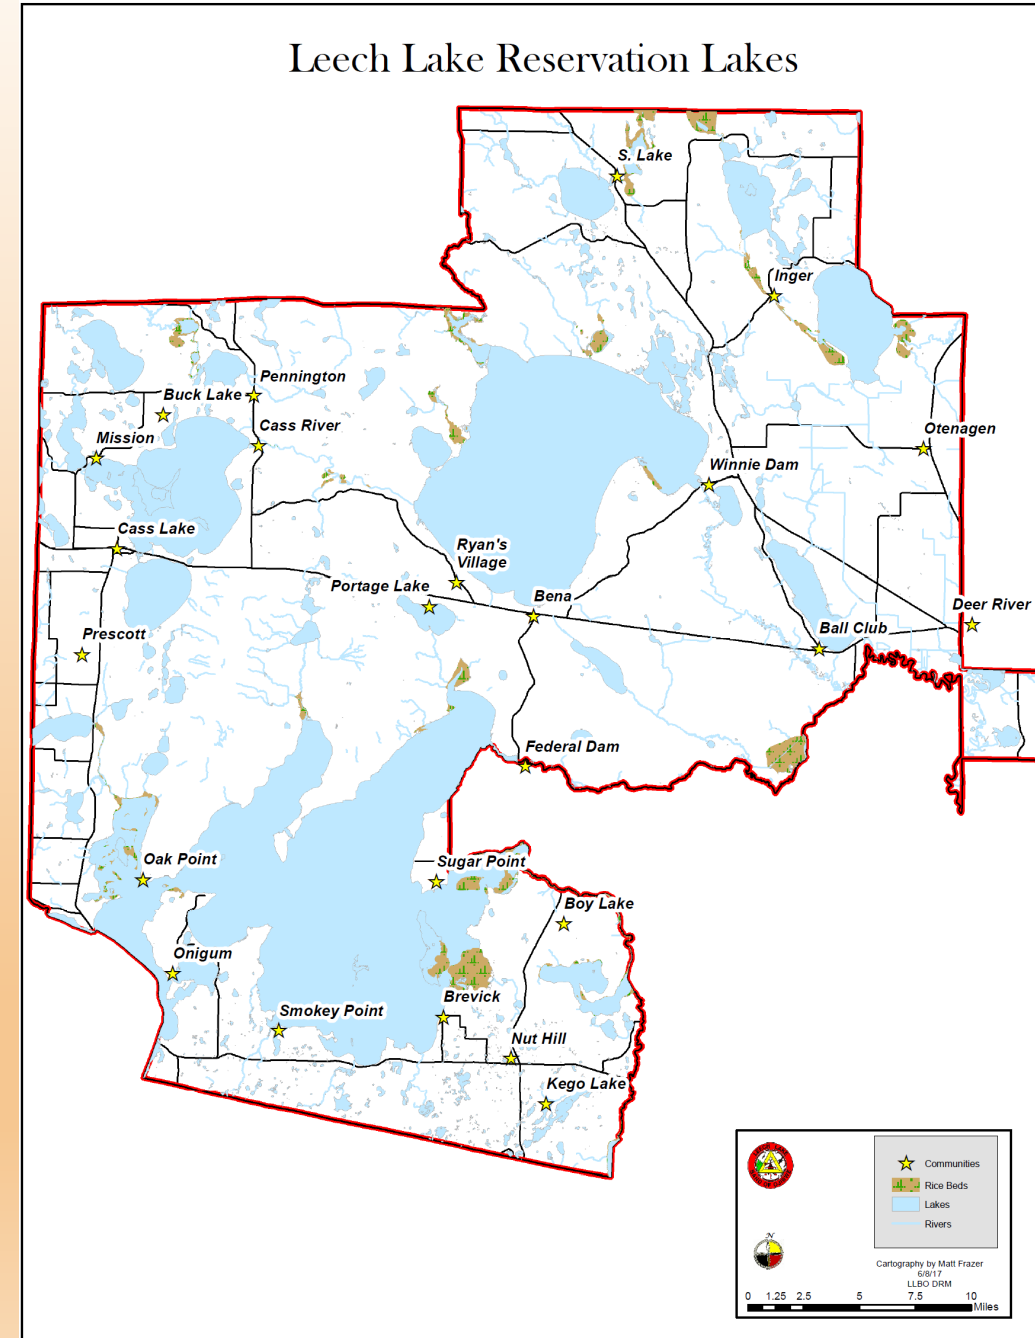 Leech Lake Reservation Lakes
S. Lake
Inger
Pennington
Buck Lake
Cass River
Mission
Otenagen
Winnie Dam
Cass Lake
Ryan's
Village
Portage Lake
Bena
Deer River
Ball Club
Prescott
Federal Dam
Oak Point
Sugar Point
Boy Lake
Onigum
Brevick
Smokey Point
Nut Hill
Kego Lake
Communities
Rice Beds
Lakes
Rivers
N
Cartography by Matt Frazer
6/8/17
LLBO DRM
0 1.25 2.5 5 7.5 10
Miles